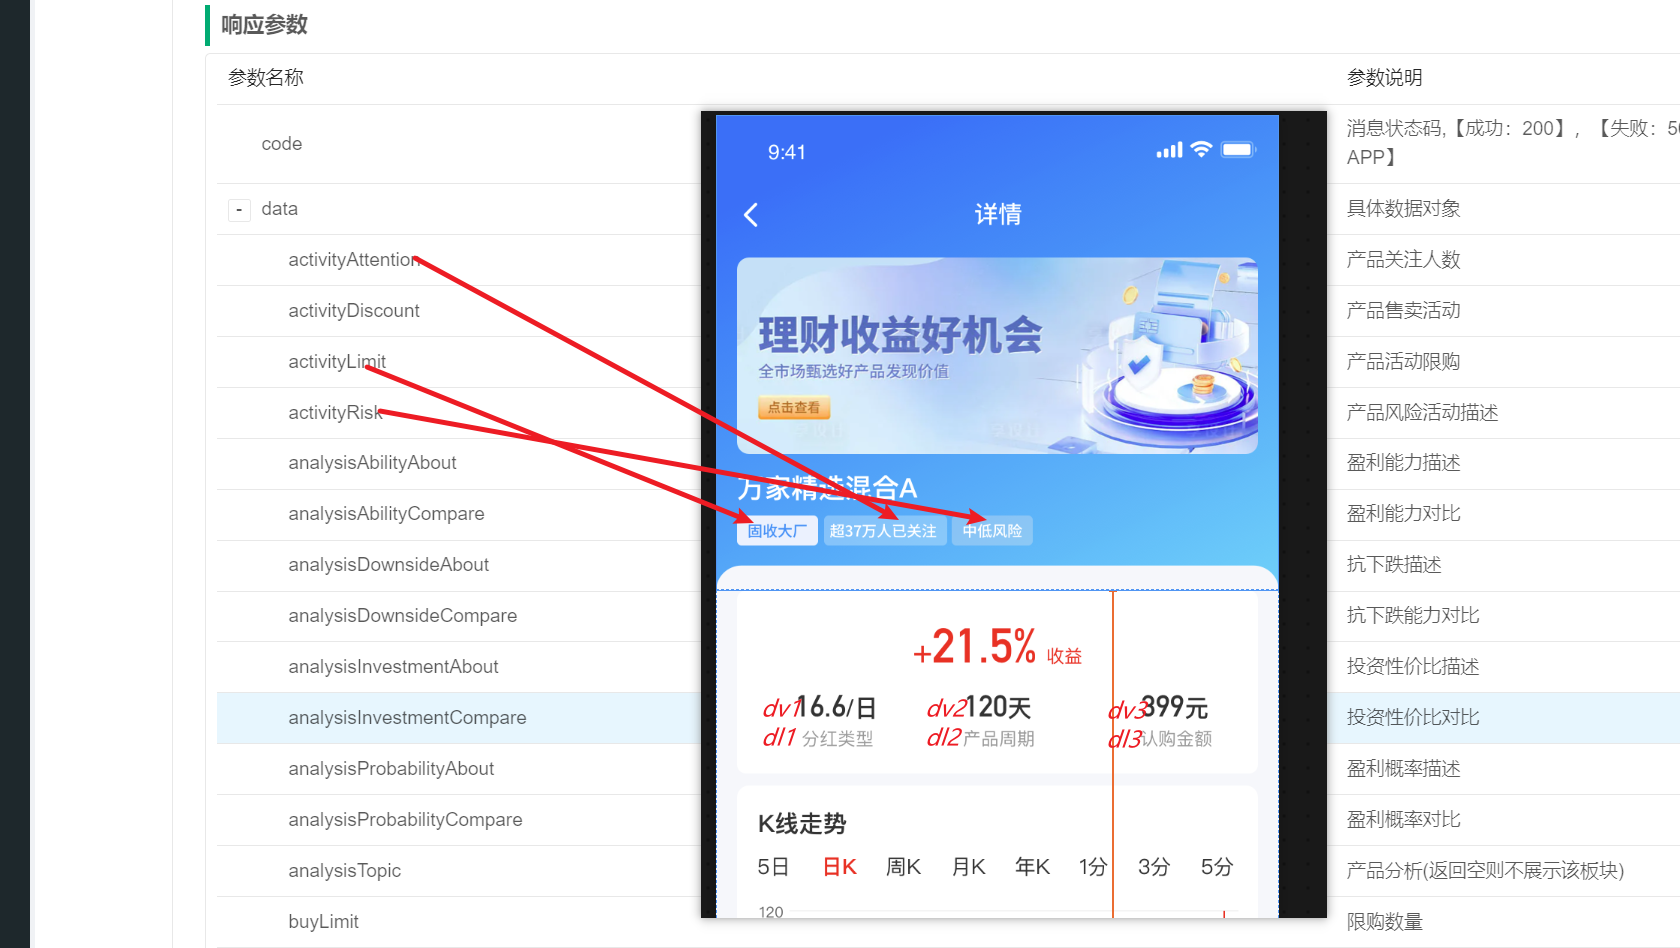 响应参数
参数名称
参数说明
code
消息状态码,【成功：200】，【失败：50
APP】
- data
具体数据对象
activityAttention
产品关注人数
activityDiscount
产品售卖活动
activityLimit
产品活动限购
activityRisk
产品风险活动描述
analysisAbilityAbout
盈利能力描述
analysisAbilityCompare
盈利能力对比
analysisDownsideAbout
抗下跌描述
analysisDownsideCompare
抗下跌能力对比
analysisInvestmentAbout
投资性价比描述
analysisInvestmentCompare
投资性价比对比
analysisProbabilityAbout
盈利概率描述
analysisProbabilityCompare
盈利概率对比
analysisTopic
产品分析(返回空则不展示该板块)
buyLimit
限购数量
9:41
详情
理财收益好机会
全市场甄选好产品发现价值
点击查看
万家精选混合A
固收大厂 超37万人已关注 中低风险
+21.5% 收益
dv1 16.6/日 dv2 120天 dv3 399元
dl1 分红类型 dl2 产品周期 dl3 认购金额
K线走势
5日 日K 周K 月K 年K 1分 3分 5分
120